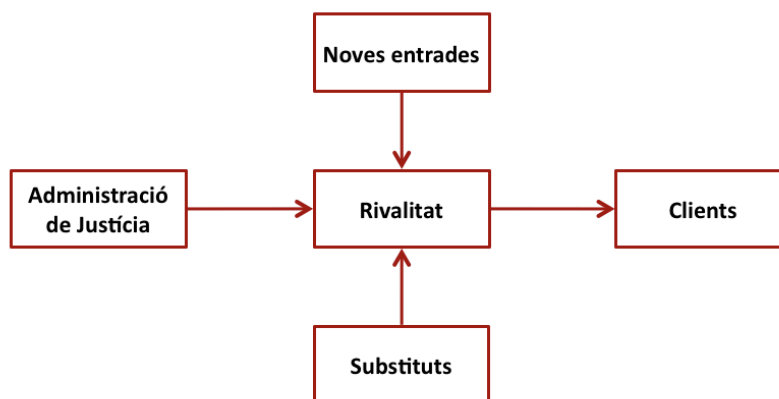 Noves entrades
Administració
de Justícia
Rivalitat
Clients
Substituts